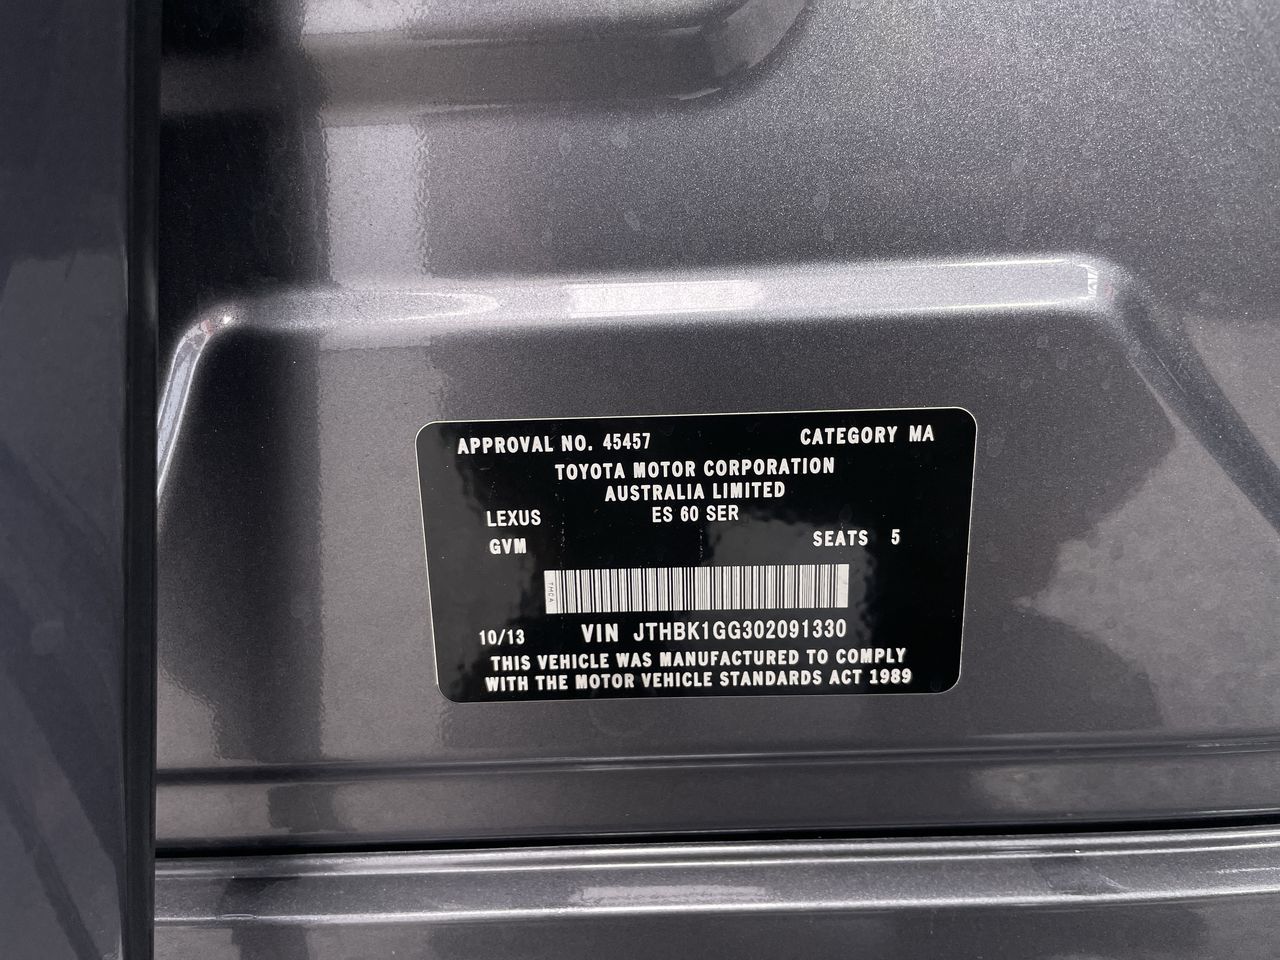 APPROVAL NO. 45457 CATEGORY MA
TOYOTA MOTOR CORPORATION
AUSTRALIA LIMITED
LEXUS ES 60 SER
GVM SEATS 5
TMCA
10/13 VIN JTHBK1GG302091330
THIS VEHICLE WAS MANUFACTURED TO COMPLY
WITH THE MOTOR VEHICLE STANDARDS ACT 1989